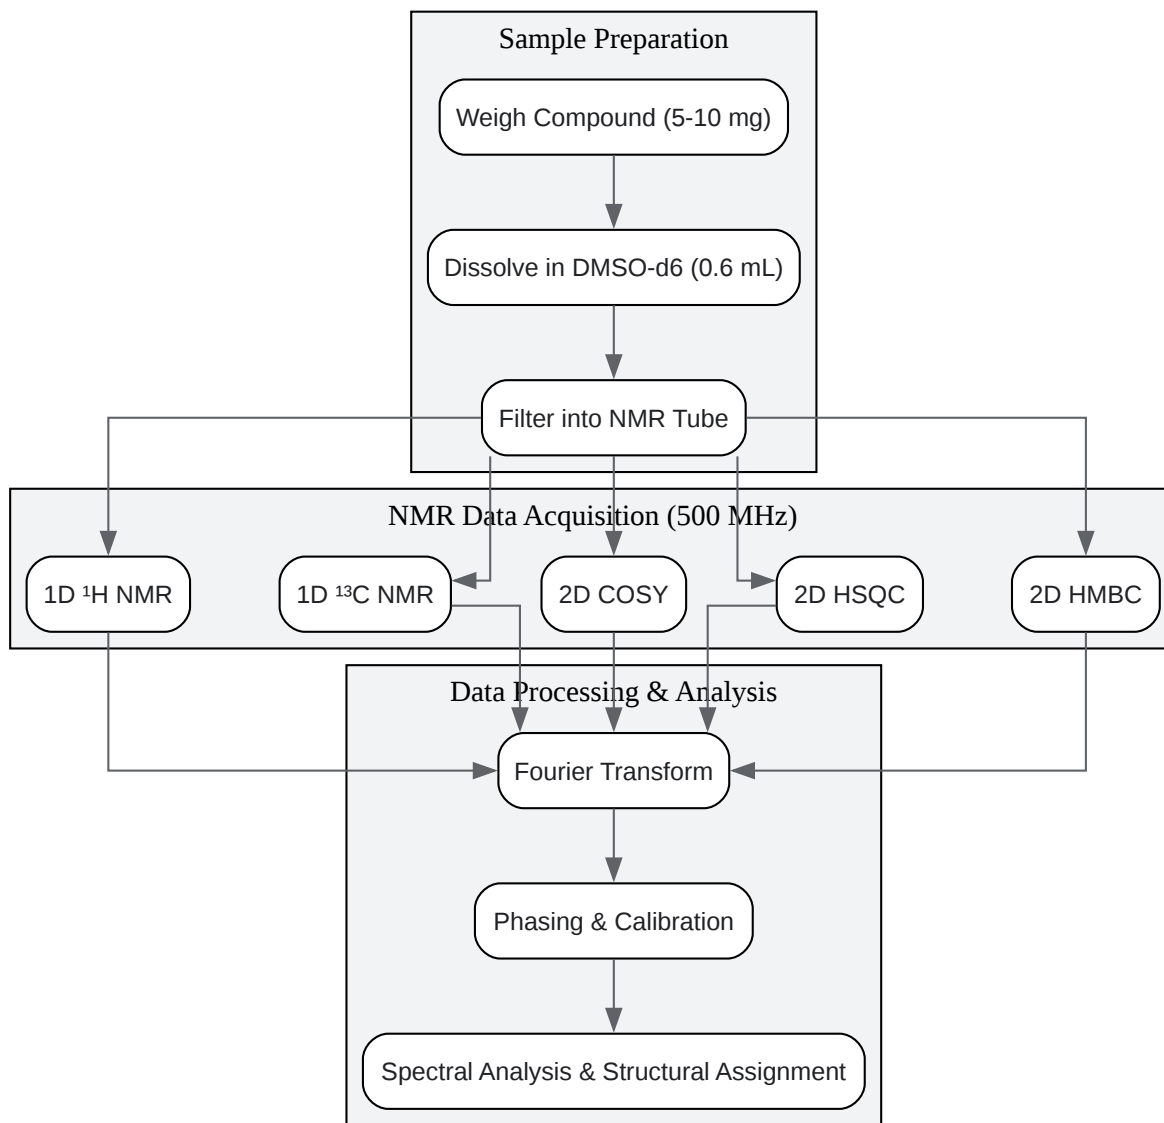 Sample Preparation
Weigh Compound (5-10 mg)
Dissolve in DMSO-d6 (0.6 mL)
Filter into NMR Tube
NMR Data Acquisition (500 MHz)
1D ¹H NMR
1D ¹³C NMR
2D COSY
2D HSQC
2D HMBC
Data Processing & Analysis
Fourier Transform
Phasing & Calibration
Spectral Analysis & Structural Assignment